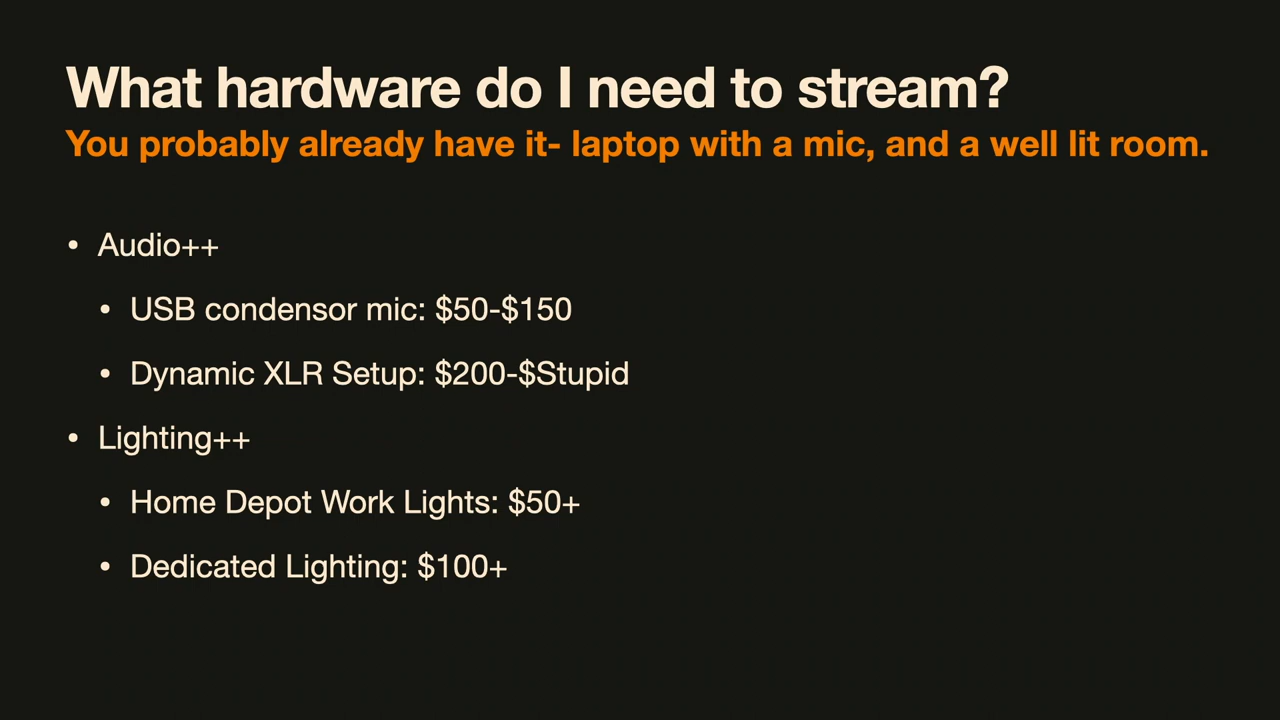 What hardware do I need to stream?
You probably already have it- laptop with a mic, and a well lit room.
• Audio++
• USB condensor mic: $50-$150
• Dynamic XLR Setup: $200-$Stupid
• Lighting++
• Home Depot Work Lights: $50+
• Dedicated Lighting: $100+